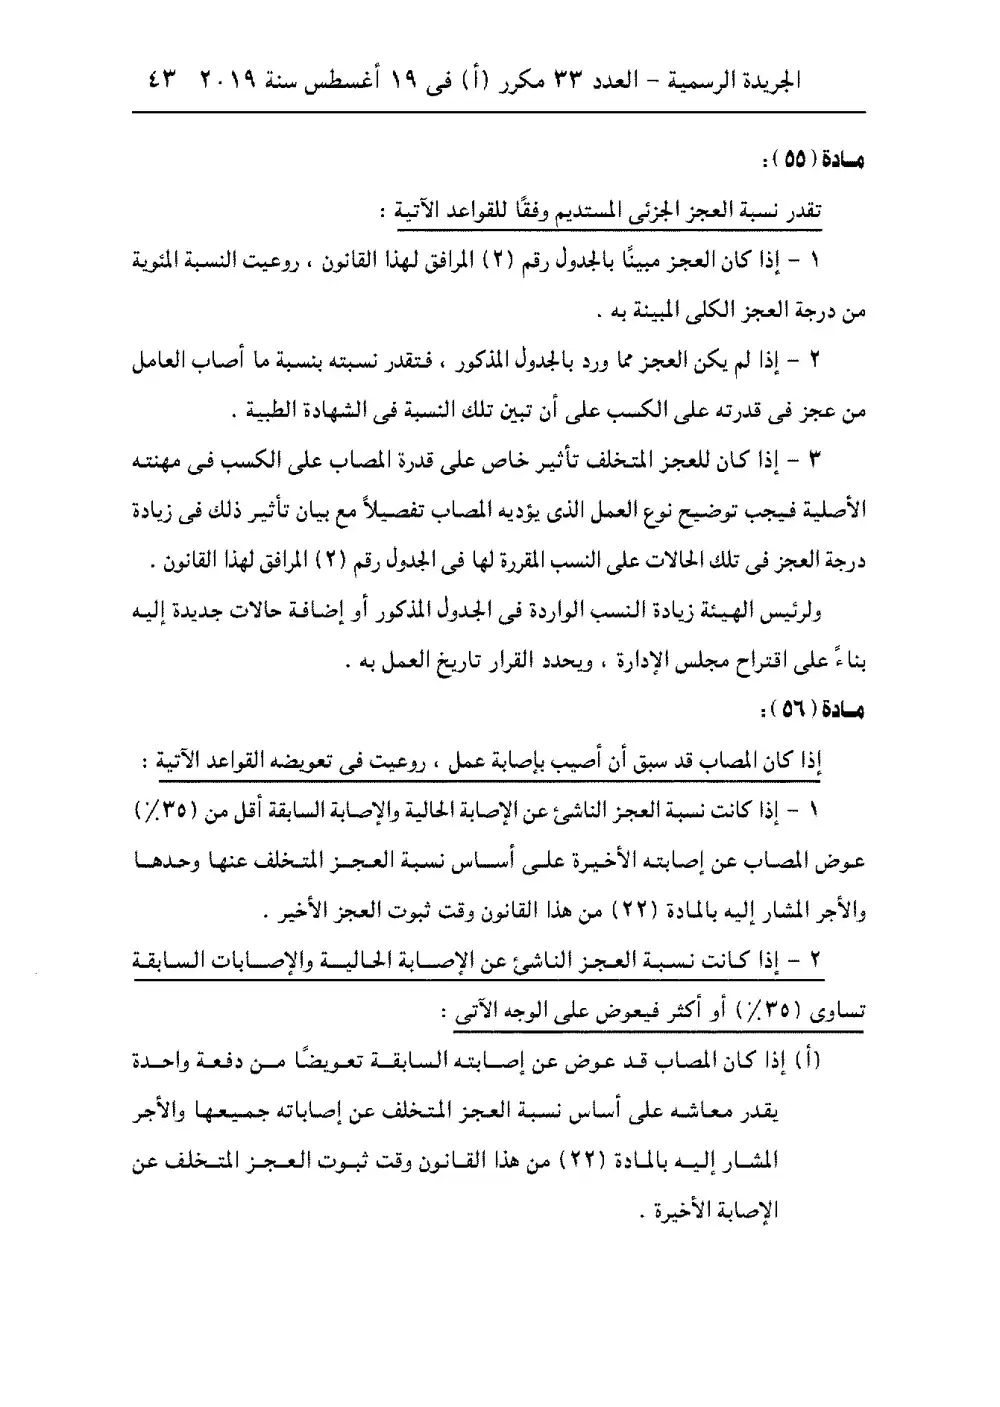 الجريدة الرسمية – العدد ٣٣ مكرر (أ) فى ١٩ أغسطس سنة ٢٠١٩ ٤٣
مـادة (٥٥):
تقدر نسبة العجز الجزئى المستديم وفقًا للقواعد الآتية :
١ – إذا كان العجز مبينًا بالجدول رقم (٢) المرافق لهذا القانون ، روعيت النسبة المئوية
من درجة العجز الكلى المبينة به .
٢ – إذا لم يكن العجز مما ورد بالجدول المذكور ، فـتقدر نسبته بنسبة ما أصاب العامل
من عجز فى قدرته على الكسب على أن تبين تلك النسبة فى الشهادة الطبية .
٣ – إذا كان للعجز المتخلف تأثير خاص على قدرة المصاب على الكسب فى مهنته
الأصلية فيجب توضيح نوع العمل الذى يؤديه المصاب تفصيلاً مع بيان تأثير ذلك فى زيادة
درجة العجز فى تلك الحالات على النسب المقررة لها فى الجدول رقم (٢) المرافق لهذا القانون .
ولرئيس الهيئة زيادة النسب الواردة فى الجدول المذكور أو إضافة حالات جديدة إليه
بناءً على اقتراح مجلس الإدارة ، ويحدد القرار تاريخ العمل به .
مـادة (٥٦):
إذا كان المصاب قد سبق أن أصيب بإصابة عمل ، روعيت فى تعويضه القواعد الآتية :
١ – إذا كانت نسبة العجز الناشئ عن الإصابة الحالية والإصابة السابقة أقل من (٣٥٪)
عوض المصاب عن إصابته الأخيرة على أساس نسبة العجز المتخلف عنها وحدها
والأجر المشار إليه بالمادة (٢٢) من هذا القانون وقت ثبوت العجز الأخير .
٢ – إذا كانت نسبة العجز الناشئ عن الإصابة الحالية والإصابات السابقة
تساوى (٣٥٪) أو أكثر فيعوض على الوجه الآتى :
(أ) إذا كان المصاب قد عوض عن إصابته السابقة تعويضًا من دفعة واحدة
يقدر معاشه على أساس نسبة العجز المتخلف عن إصاباته جميعها والأجر
المشار إليه بالمادة (٢٢) من هذا القانون وقت ثبوت العجز المتخلف عن
الإصابة الأخيرة .